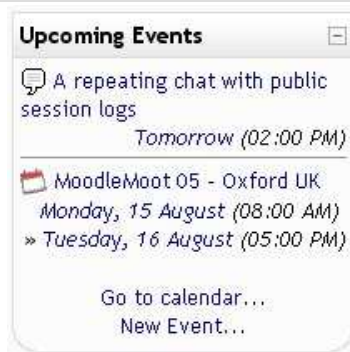 Upcoming Events
A repeating chat with public
session logs
Tomorrow (02:00 PM)
MoodleMoot 05 - Oxford UK
Monday, 15 August (08:00 AM)
» Tuesday, 16 August (05:00 PM)
Go to calendar...
New Event...